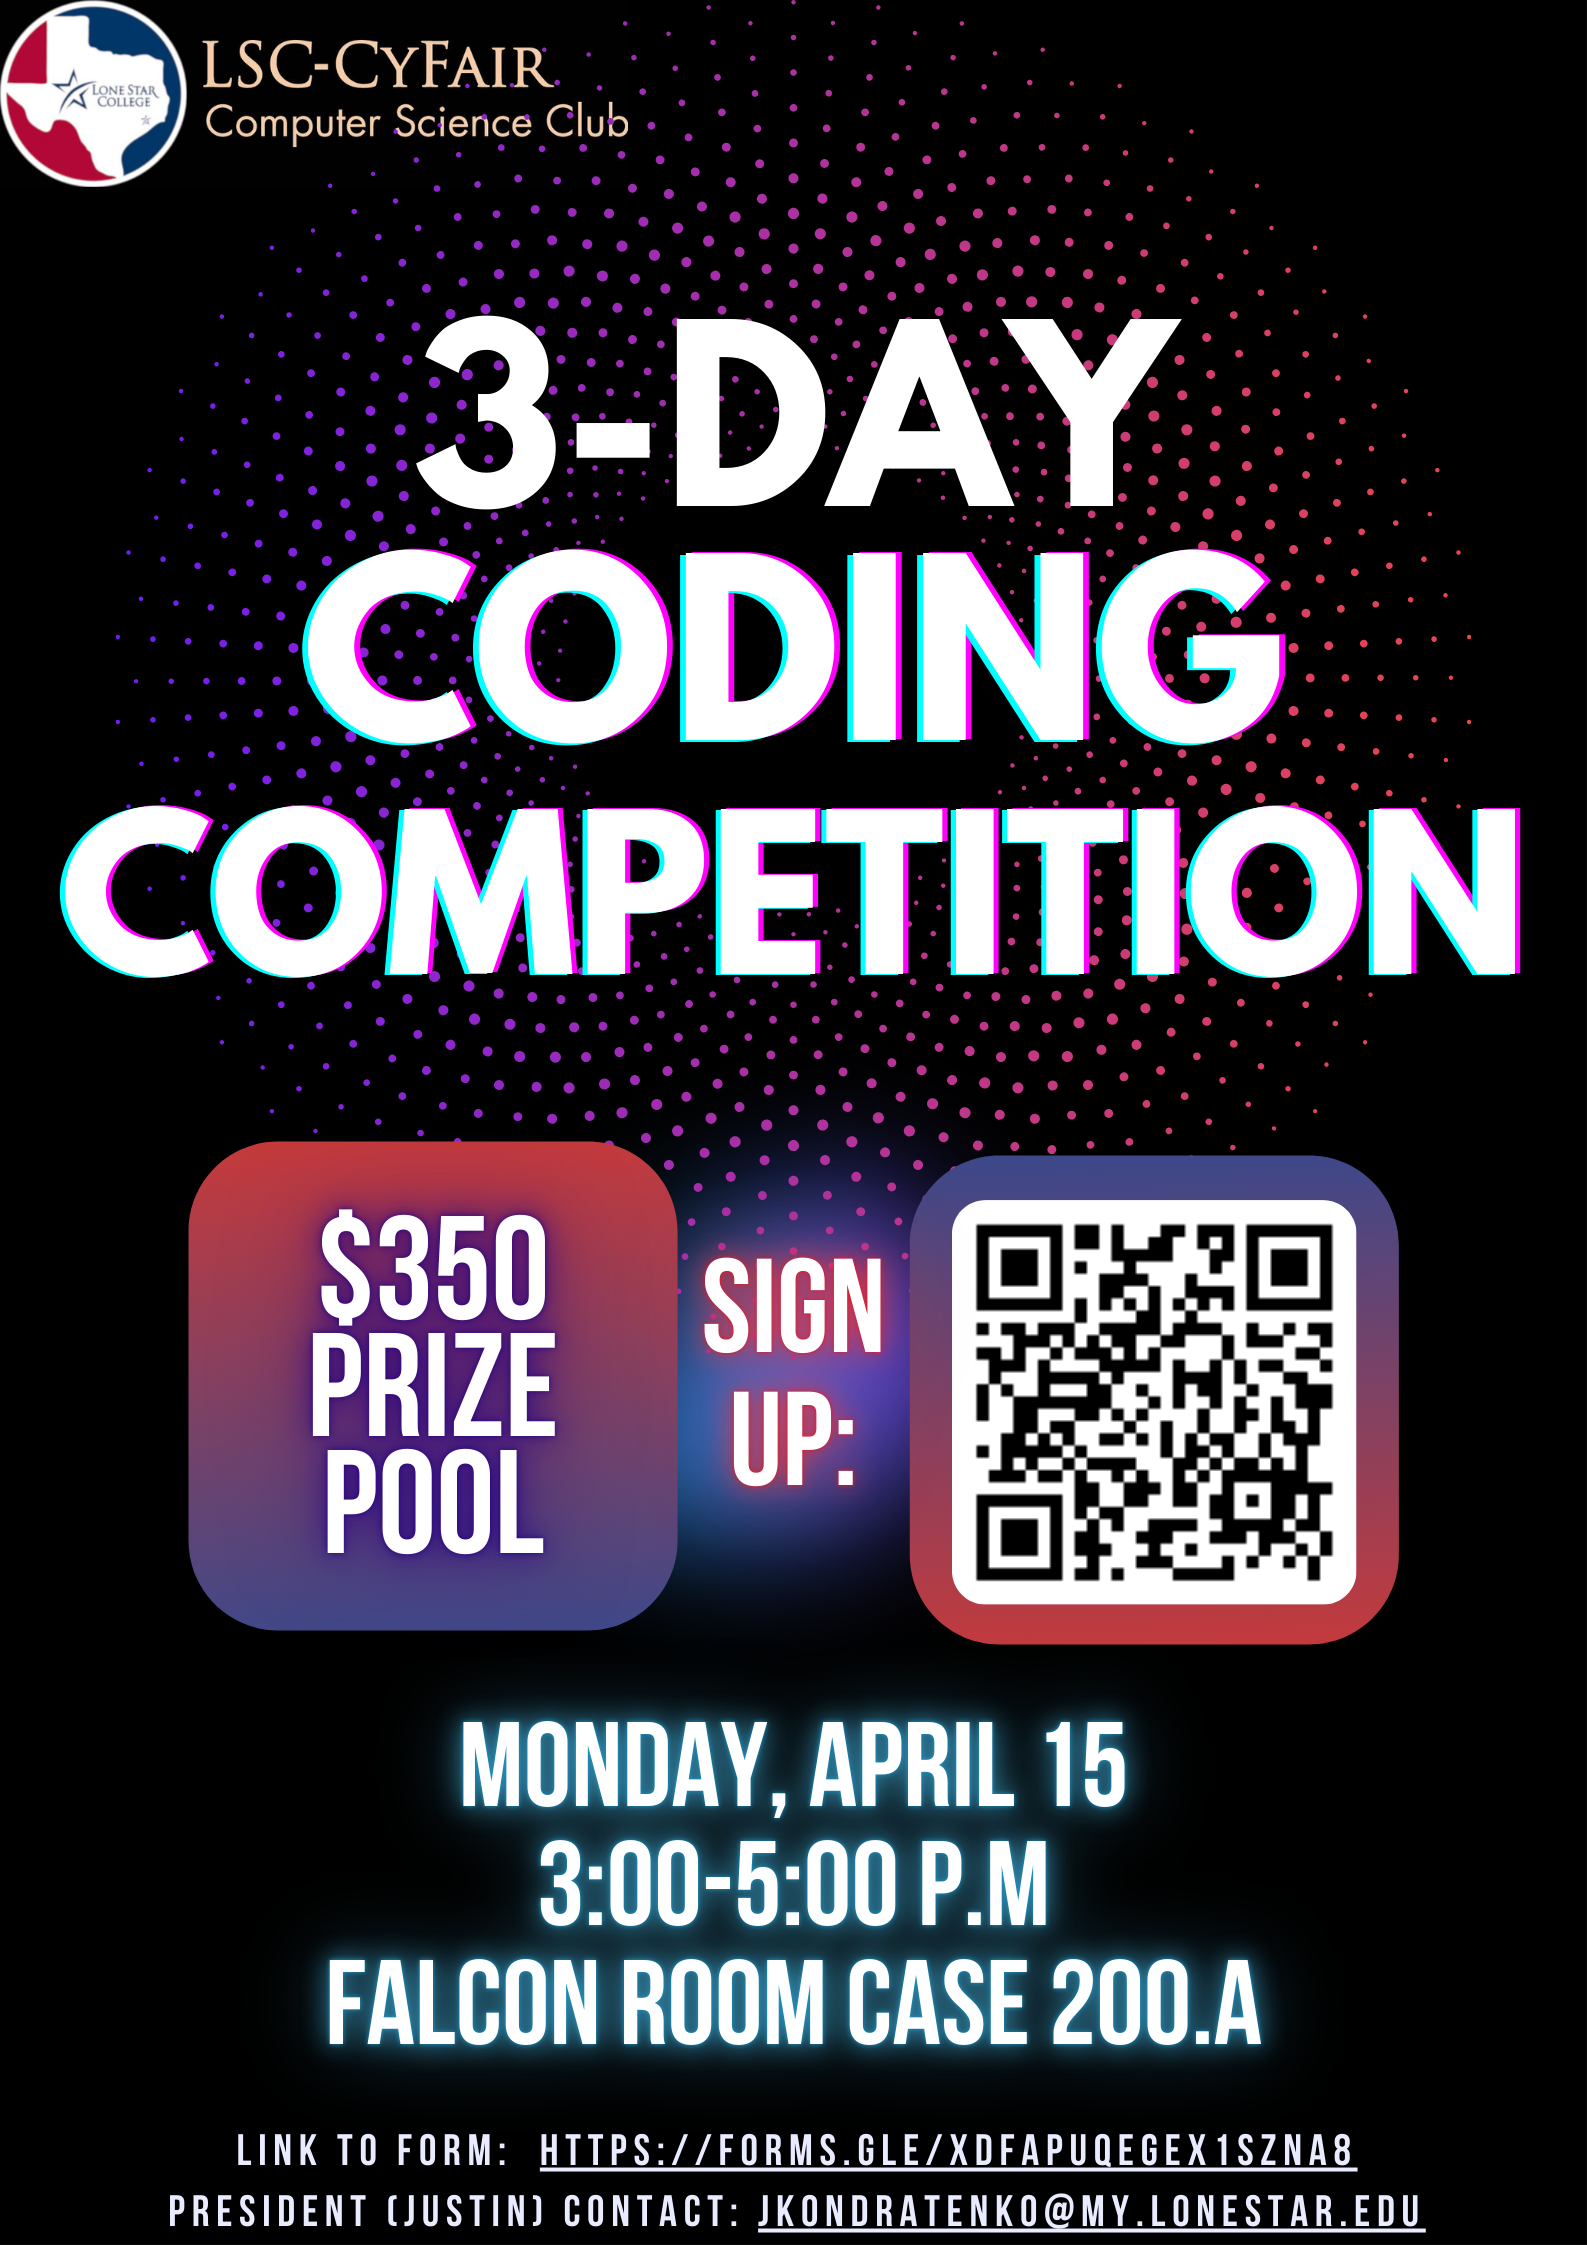 LONE STAR
COLLEGE
LSC-CYFAIR
Computer Science Club
3-DAY
CODING
COMPETITION
$350
PRIZE
POOL
SIGN
UP:
MONDAY, APRIL 15
3:00-5:00 P.M
FALCON ROOM CASE 200.A
LINK TO FORM: HTTPS://FORMS.GLE/XDFAPUQEGEX1SZNA8
PRESIDENT (JUSTIN) CONTACT: JKONDRATENKO@MY.LONESTAR.EDU